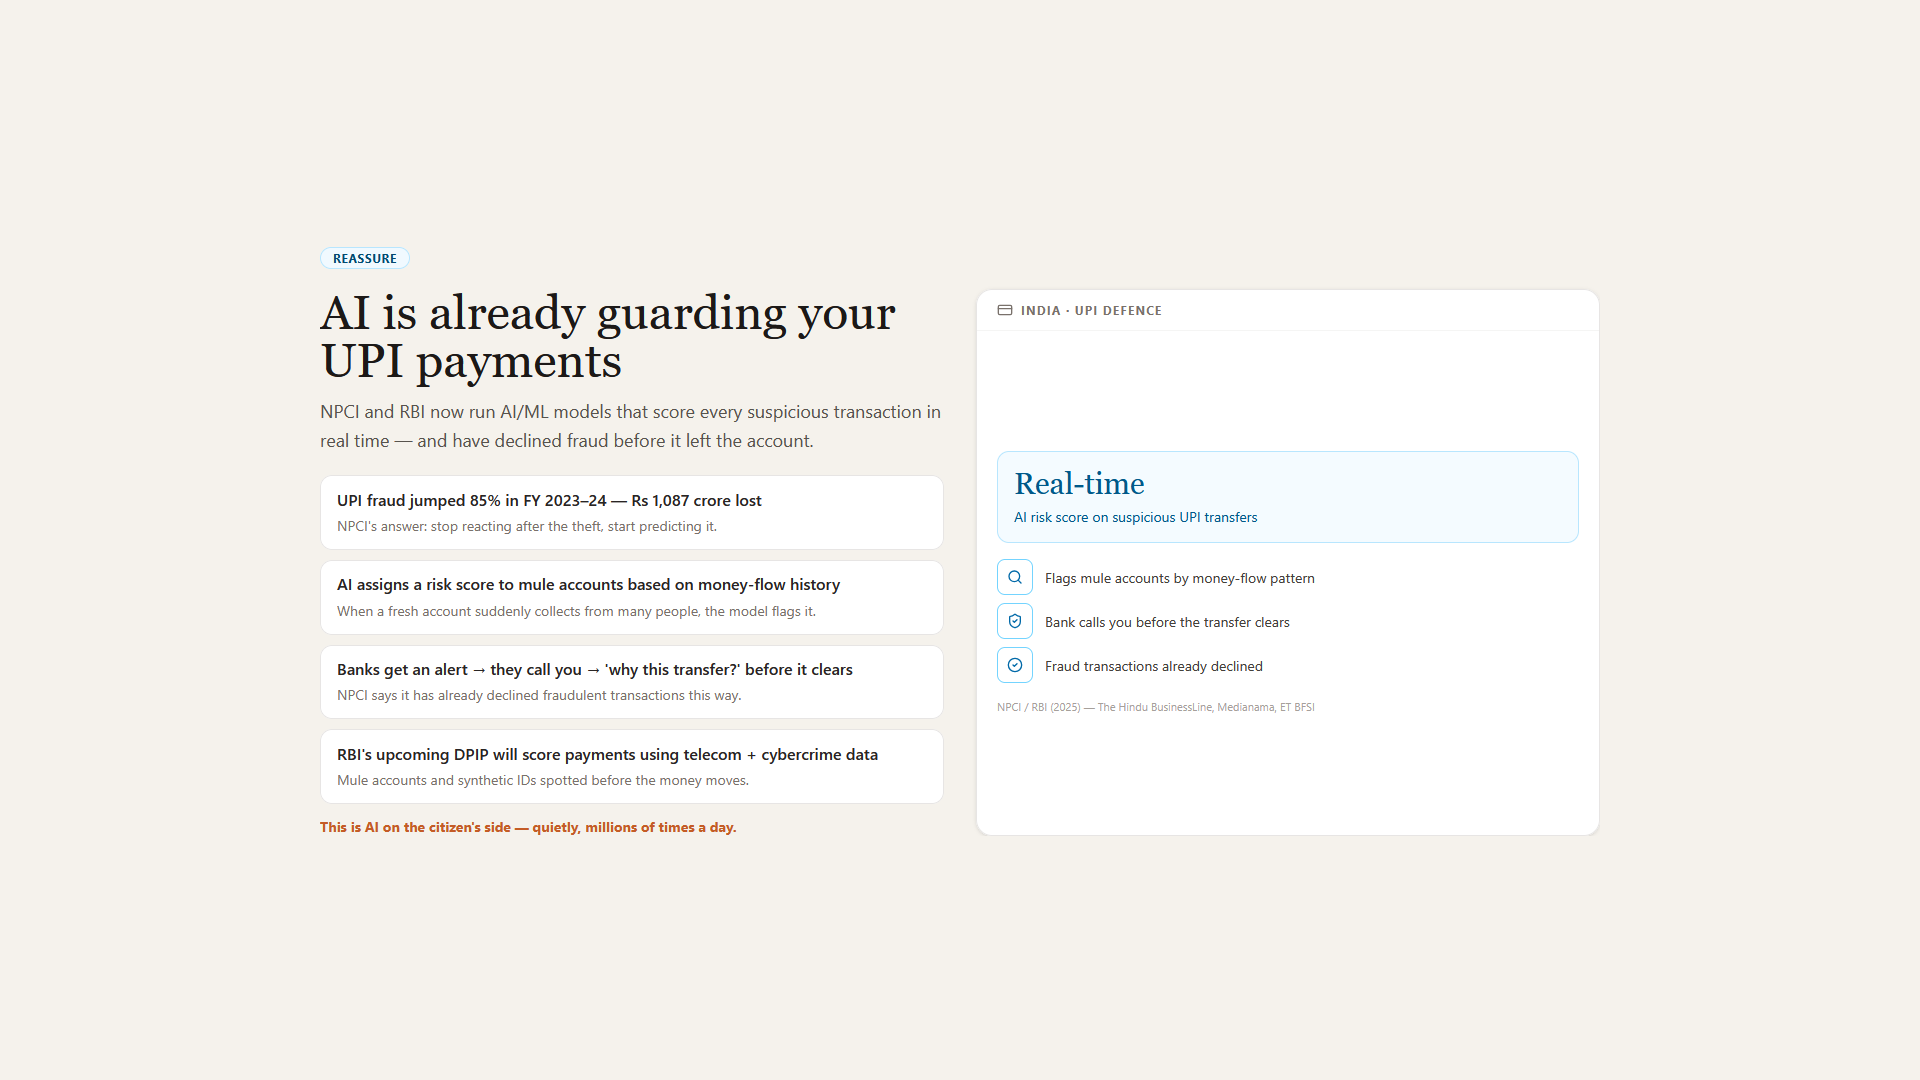 REASSURE
AI is already guarding your
UPI payments
NPCI and RBI now run AI/ML models that score every suspicious transaction in
real time — and have declined fraud before it left the account.
UPI fraud jumped 85% in FY 2023–24 — Rs 1,087 crore lost
NPCI's answer: stop reacting after the theft, start predicting it.
AI assigns a risk score to mule accounts based on money-flow history
When a fresh account suddenly collects from many people, the model flags it.
Banks get an alert → they call you → 'why this transfer?' before it clears
NPCI says it has already declined fraudulent transactions this way.
RBI's upcoming DPIP will score payments using telecom + cybercrime data
Mule accounts and synthetic IDs spotted before the money moves.
This is AI on the citizen's side — quietly, millions of times a day.
INDIA · UPI DEFENCE
Real-time
AI risk score on suspicious UPI transfers
Flags mule accounts by money-flow pattern
Bank calls you before the transfer clears
Fraud transactions already declined
NPCI / RBI (2025) — The Hindu BusinessLine, Medianama, ET BFSI